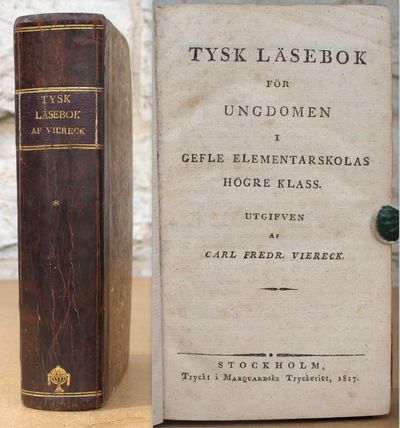 TYSK
LÄSEBOK
AF VIERECK
*
TYSK LÄSEBOK
FÖR
UNGDOMEN
I
GEFLE ELEMENTARSKOLAS
HÖGRE KLASS.
UTGIFVEN
AF
CARL FREDR. VIERECK.
STOCKHOLM,
Tryckt i MARQUARDska Tryckeriet, 1817.